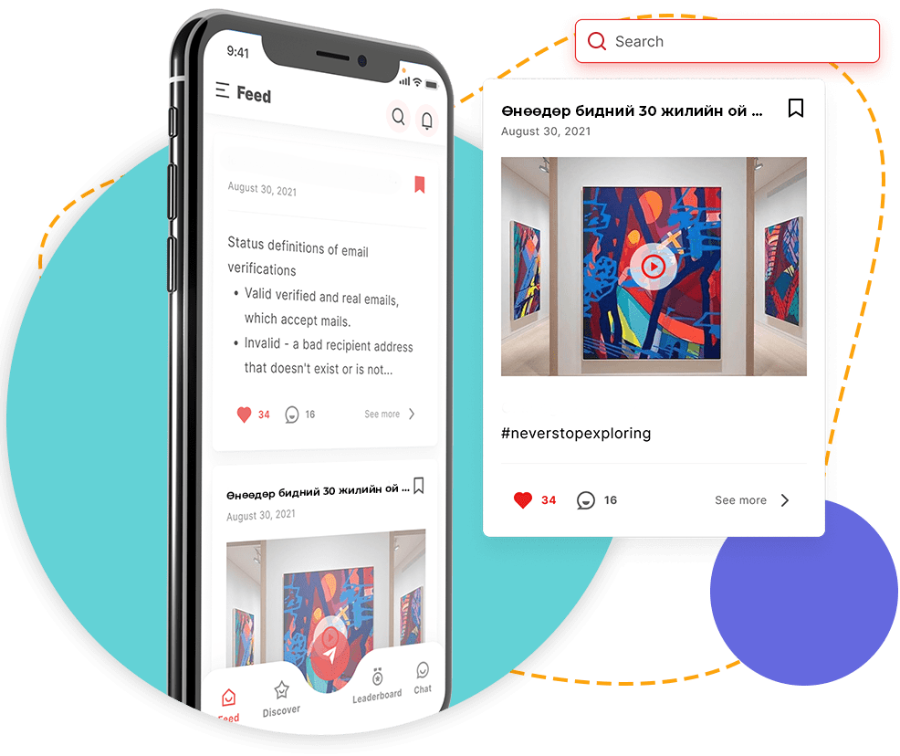 9:41
Feed
August 30, 2021
Status definitions of email
verifications
• Valid verified and real emails,
which accept mails.
• Invalid - a bad recipient address
that doesn't exist or is not...
34
16
See more
Өнөөдөр бидний 30 жилийн ой ...
August 30, 2021
Feed
Discover
Leaderboard
Chat
Search
Өнөөдөр бидний 30 жилийн ой ...
August 30, 2021
#neverstopexploring
34
16
See more